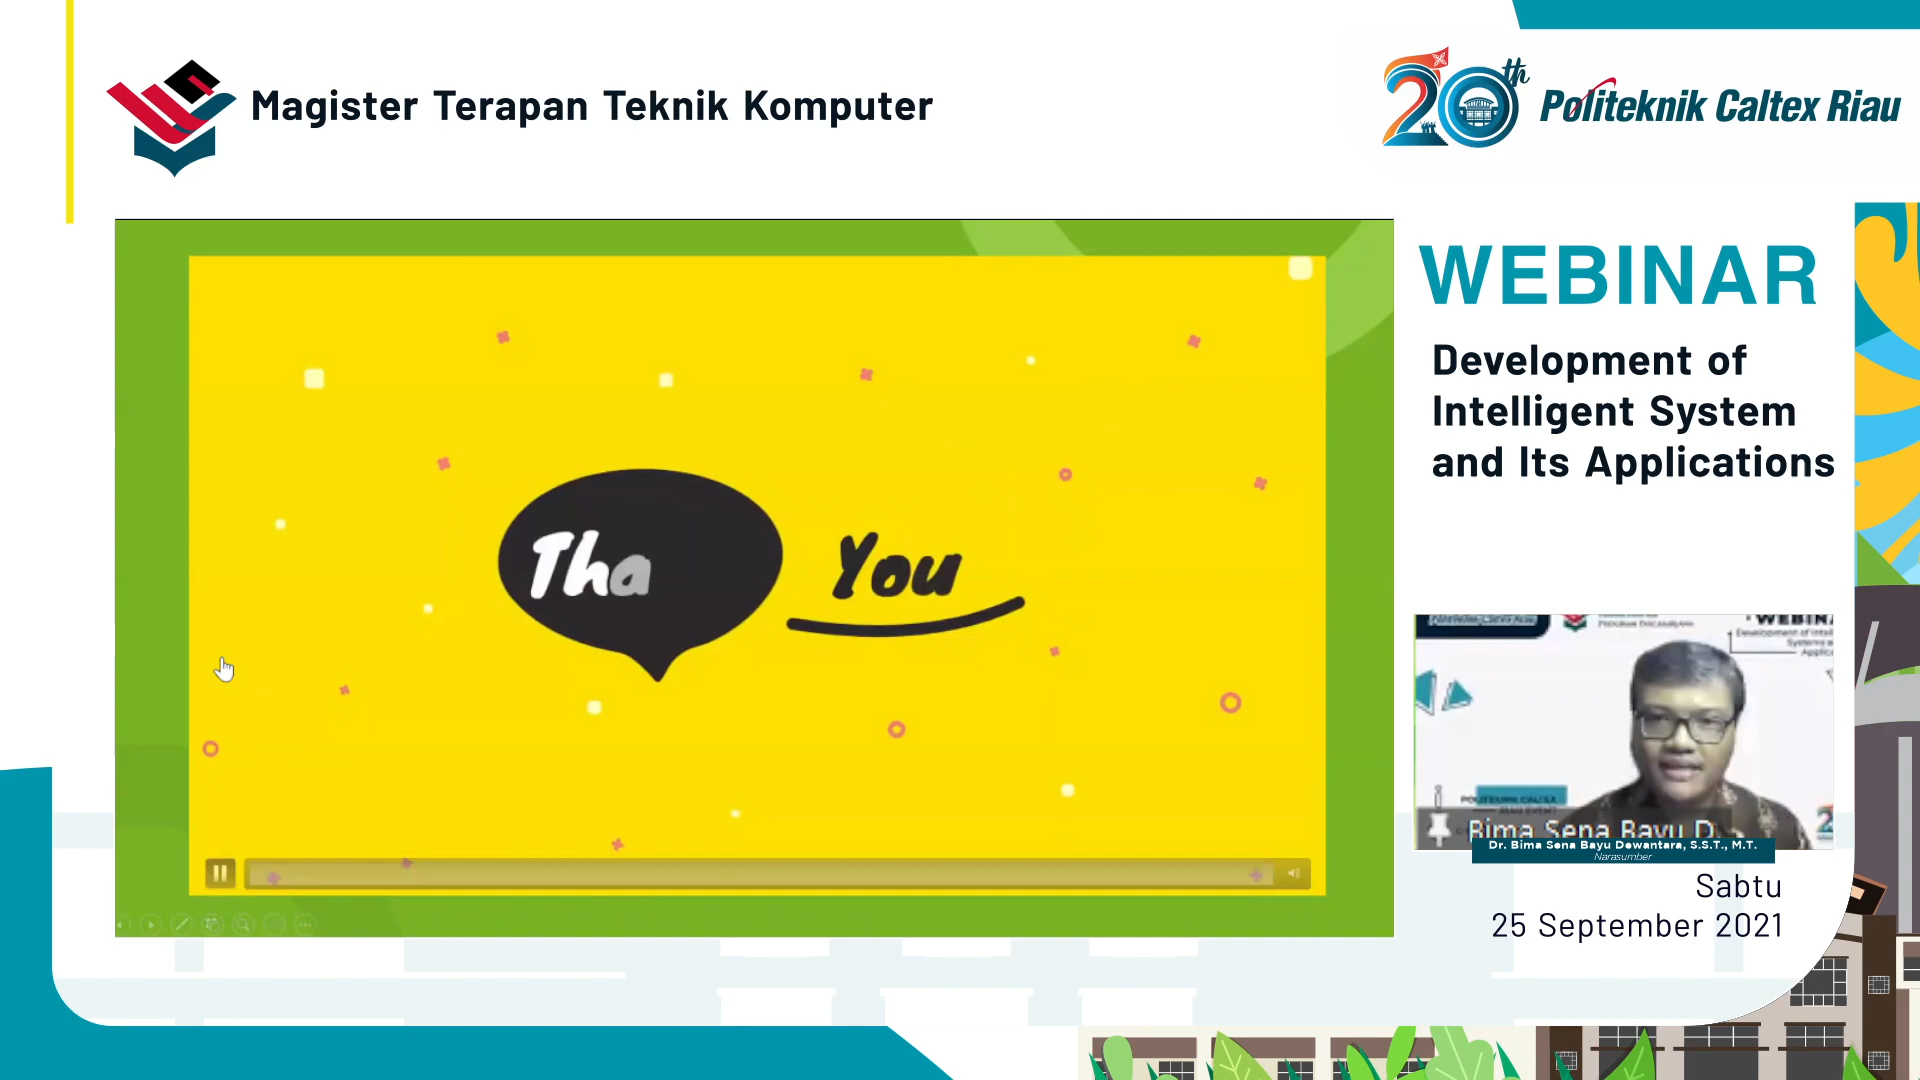 Magister Terapan Teknik Komputer
20th
Politeknik Caltex Riau
WEBINAR
Development of
Intelligent System
and Its Applications
Tha
You
Bima Sena Bayu D
Dr. Bima Sena Bayu Dewantara, S.S.T., M.T.
Narasumber
Sabtu
25 September 2021